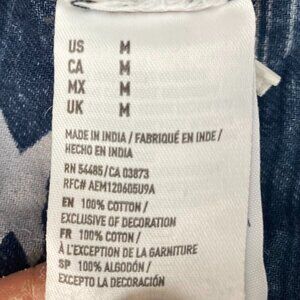 US M
CA M
MX M
UK M
MADE IN INDIA / FABRIQUÉ EN INDE /
HECHO EN INDIA
RN 54485/CA 03873
RFC# AEM120605U9A
EN 100% COTTON /
EXCLUSIVE OF DECORATION
FR 100% COTON /
À L'EXCEPTION DE LA GARNITURE
SP 100% ALGODÓN /
EXCEPTO LA DECORACIÓN